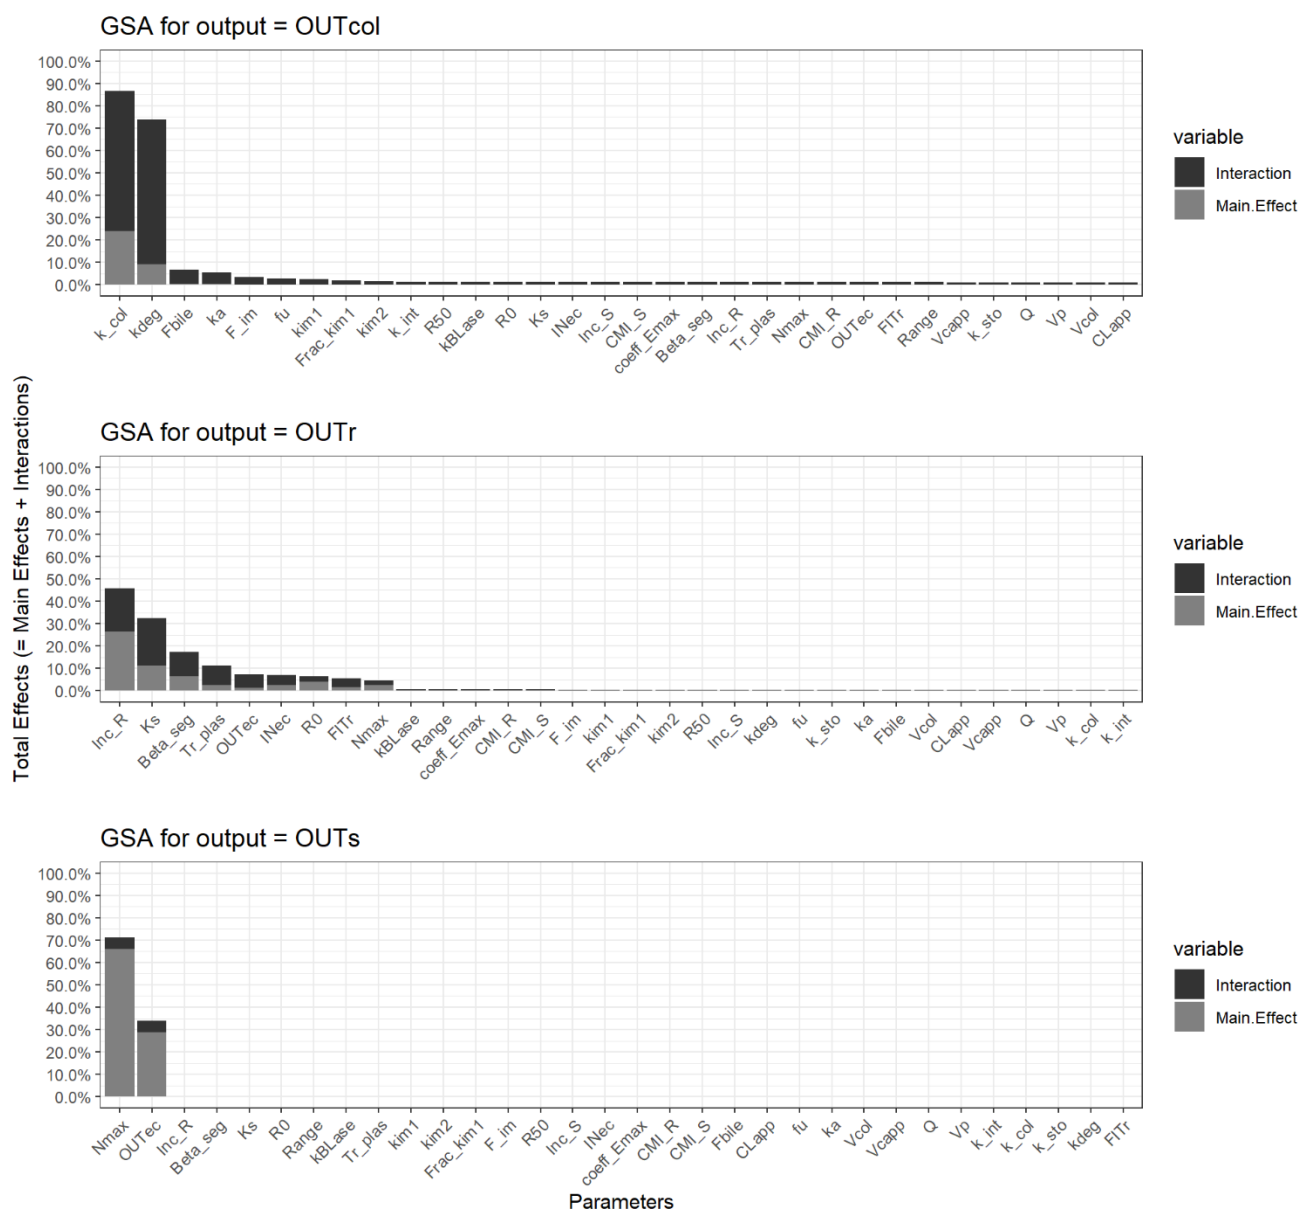 GSA for output = OUTcol
100.0%
90.0%
80.0%
70.0%
60.0%
50.0%
40.0%
30.0%
20.0%
10.0%
0.0%
k_col kdeg Fbile ka F_im fu kim1 Frac_kim1 kim2 k_int R50 kBLase R0 Ks INec Inc_S CMI_S coeff_Emax Beta_seg Inc_R Tr_plas Nmax CMI_R OUTec FITr Range Vcapp k_sto Q Vp Vcol CLapp
variable
Interaction
Main.Effect
Total Effects (= Main Effects + Interactions)
GSA for output = OUTr
100.0%
90.0%
80.0%
70.0%
60.0%
50.0%
40.0%
30.0%
20.0%
10.0%
0.0%
Inc_R Ks Beta_seg Tr_plas OUTec INec R0 FITr Nmax kBLase Range coeff_Emax CMI_R CMI_S F_im kim1 Frac_kim1 kim2 R50 Inc_S kdeg fu k_sto ka Fbile Vcol CLapp Vcapp Q Vp k_col k_int
variable
Interaction
Main.Effect
GSA for output = OUTs
100.0%
90.0%
80.0%
70.0%
60.0%
50.0%
40.0%
30.0%
20.0%
10.0%
0.0%
Nmax OUTec Inc_R Beta_seg Ks R0 Range kBLase Tr_plas kim1 kim2 Frac_kim1 F_im R50 Inc_S INec coeff_Emax CMI_R CMI_S Fbile CLapp fu ka Vcol Vcapp Q Vp k_int k_col k_sto kdeg FITr
variable
Interaction
Main.Effect
Parameters